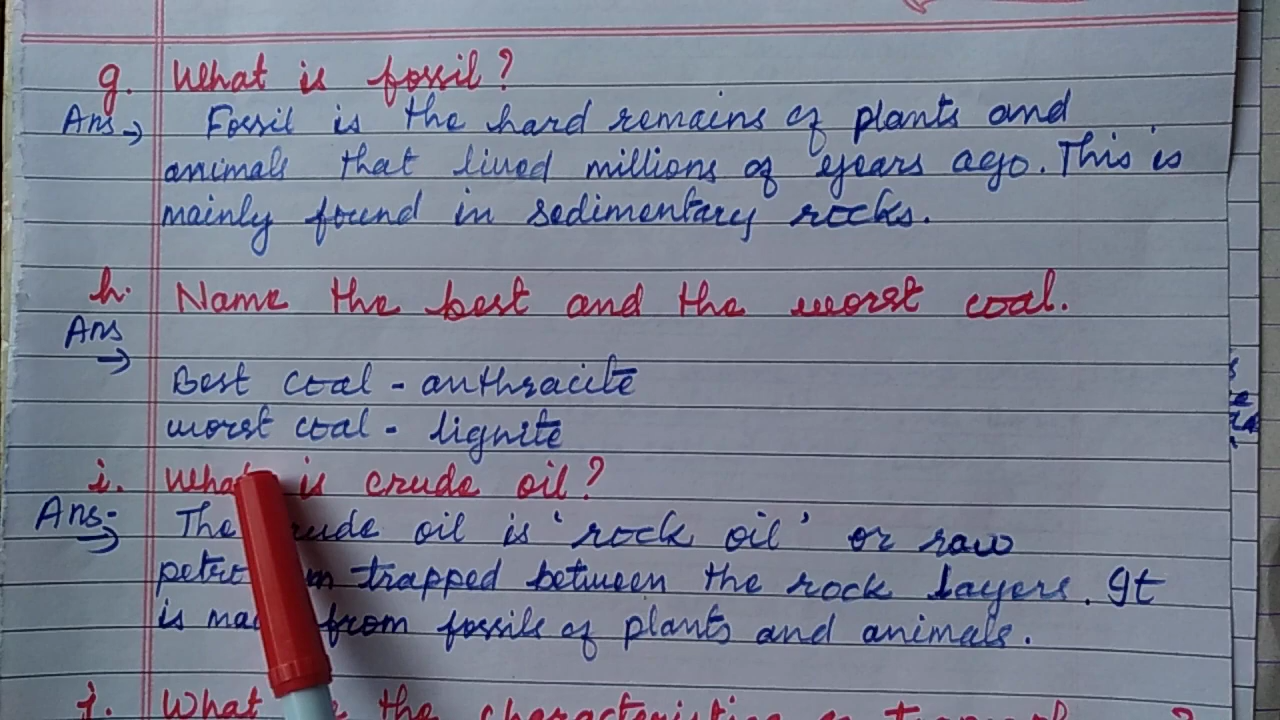 g. What is fossil?
Ans → Fossil is the hard remains of plants and
animals that lived millions of years ago. This is
mainly found in sedimentary rocks.
h. Name the best and the worst coal.
Ans →
Best coal - anthracite
worst coal - lignite
i. What is crude oil?
Ans:→ The crude oil is 'rock oil' or raw
trapped between the rock layers. It
is from fossils of plants and animals.
j. What the